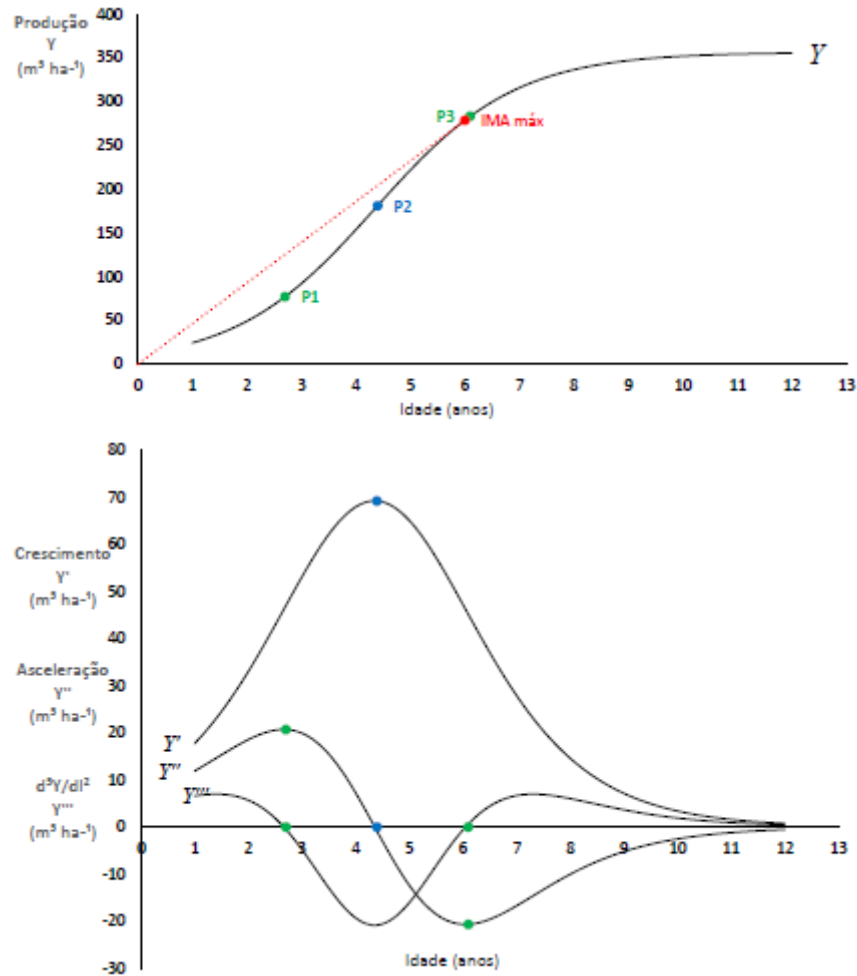 Produção
Y
(m³ ha-¹)
400
350
300
250
200
150
100
50
0
Y
P3
IMA máx
P2
P1
0 1 2 3 4 5 6 7 8 9 10 11 12 13
Idade (anos)
80
70
60
50
40
30
20
10
0
-10
-20
-30
Crescimento
Y'
(m³ ha-¹)
Asceleração
Y''
(m³ ha-¹)
d³Y/dI²
Y'''
(m³ ha-¹)
Y'
Y''
Y'''
0 1 2 3 4 5 6 7 8 9 10 11 12 13
Idade (anos)